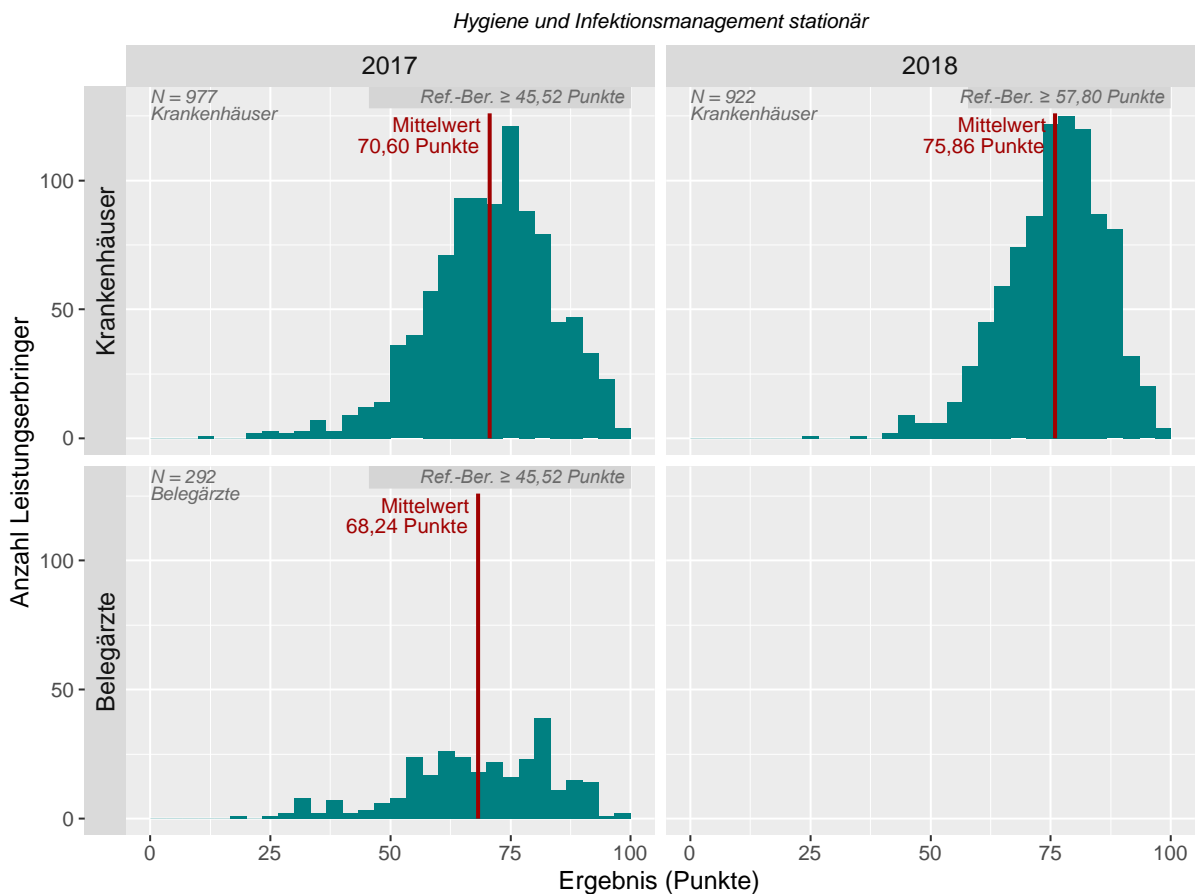 Hygiene und Infektionsmanagement stationär
2017
2018
N = 977
Krankenhäuser
Ref.-Ber. ≥ 45,52 Punkte
Mittelwert
70,60 Punkte
N = 922
Krankenhäuser
Ref.-Ber. ≥ 57,80 Punkte
Mittelwert
75,86 Punkte
Krankenhäuser
100
50
0
N = 292
Belegärzte
Ref.-Ber. ≥ 45,52 Punkte
Mittelwert
68,24 Punkte
Belegärzte
100
50
0
Anzahl Leistungserbringer
0 25 50 75 100
0 25 50 75 100
Ergebnis (Punkte)